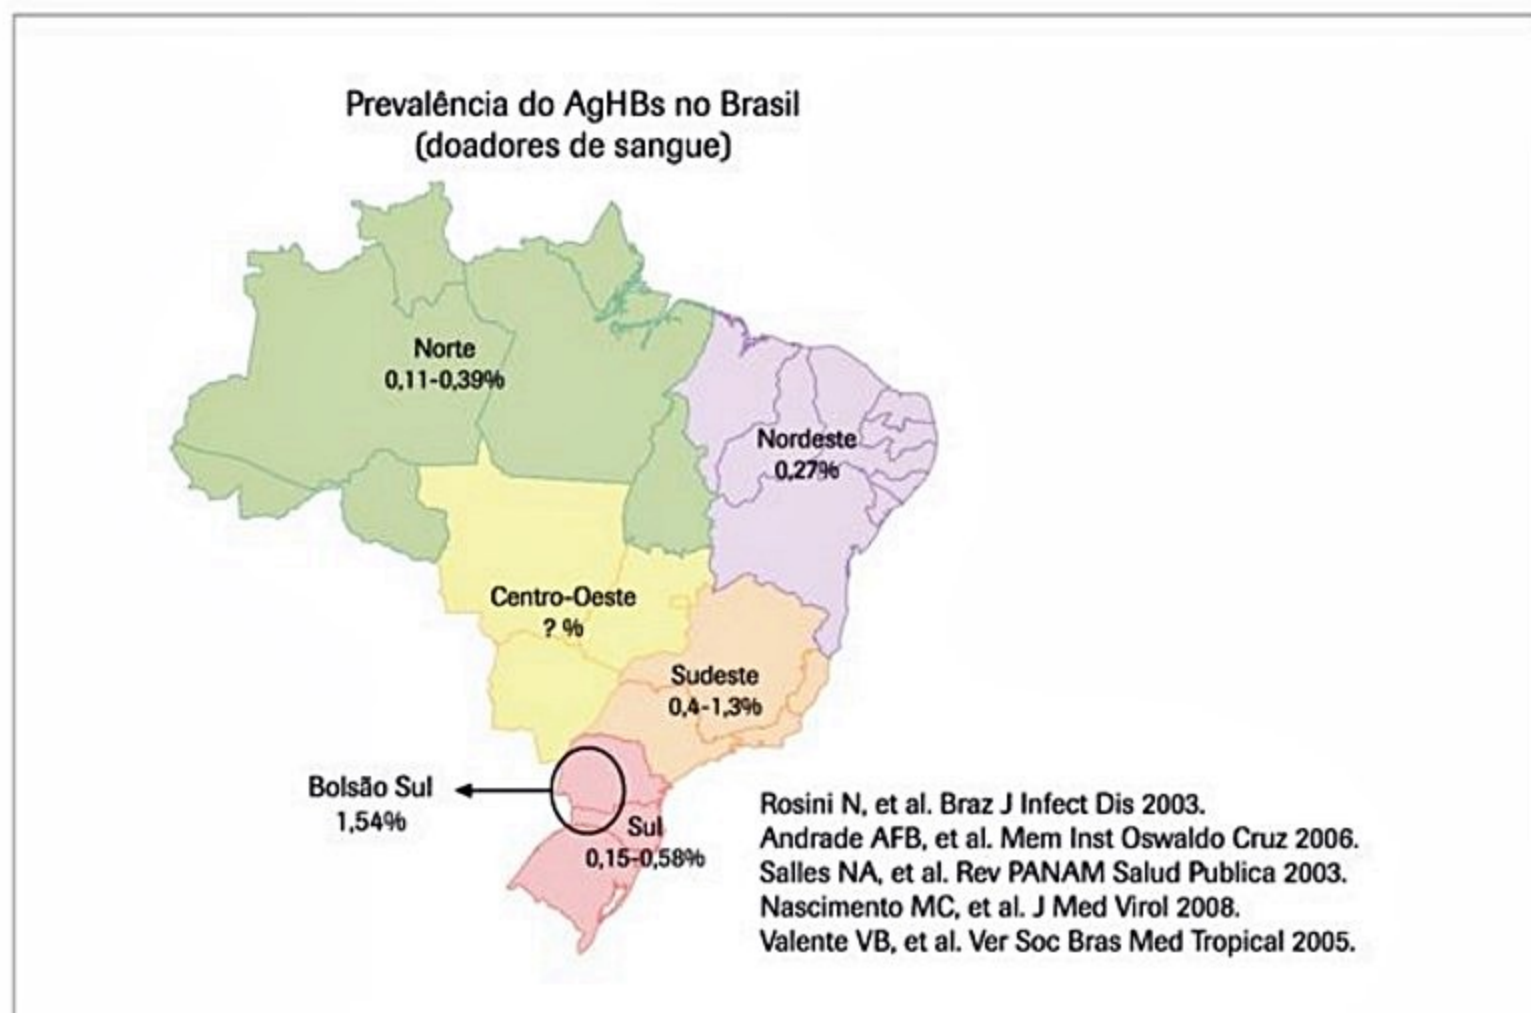 Prevalência do AgHBs no Brasil
(doadores de sangue)
Norte
0,11-0,39%
Nordeste
0,27%
Centro-Oeste
? %
Sudeste
0,4-1,3%
Bolsão Sul
1,54%
Sul
0,15-0,58%
Rosini N, et al. Braz J Infect Dis 2003.
Andrade AFB, et al. Mem Inst Oswaldo Cruz 2006.
Salles NA, et al. Rev PANAM Salud Publica 2003.
Nascimento MC, et al. J Med Virol 2008.
Valente VB, et al. Ver Soc Bras Med Tropical 2005.